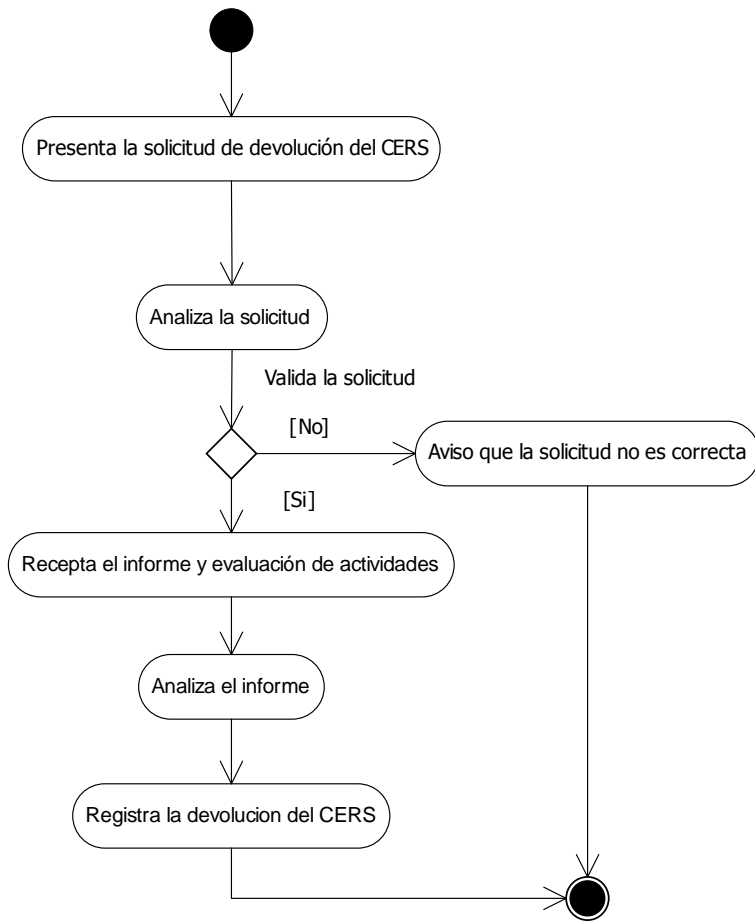 Presenta la solicitud de devolución del CERS
Analiza la solicitud
Valida la solicitud
[No]
Aviso que la solicitud no es correcta
[Si]
Recepta el informe y evaluación de actividades
Analiza el informe
Registra la devolucion del CERS